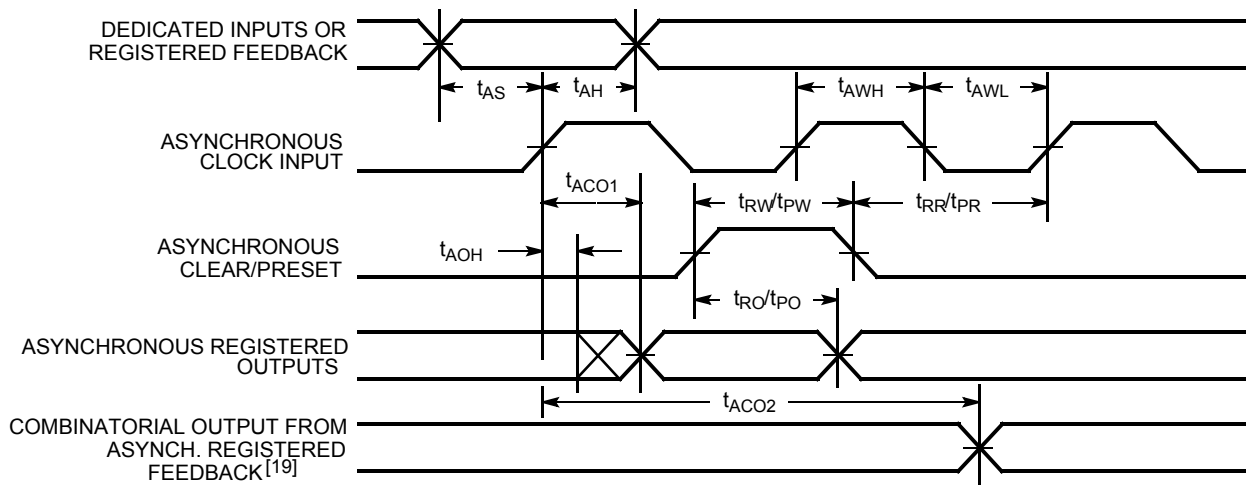 DEDICATED INPUTS OR
REGISTERED FEEDBACK
tAS
tAH
tAWH
tAWL
ASYNCHRONOUS
CLOCK INPUT
tACO1
tRW/tPW
tRR/tPR
ASYNCHRONOUS
CLEAR/PRESET
tAOH
tRO/tPO
ASYNCHRONOUS REGISTERED
OUTPUTS
tACO2
COMBINATORIAL OUTPUT FROM
ASYNCH. REGISTERED
FEEDBACK[19]